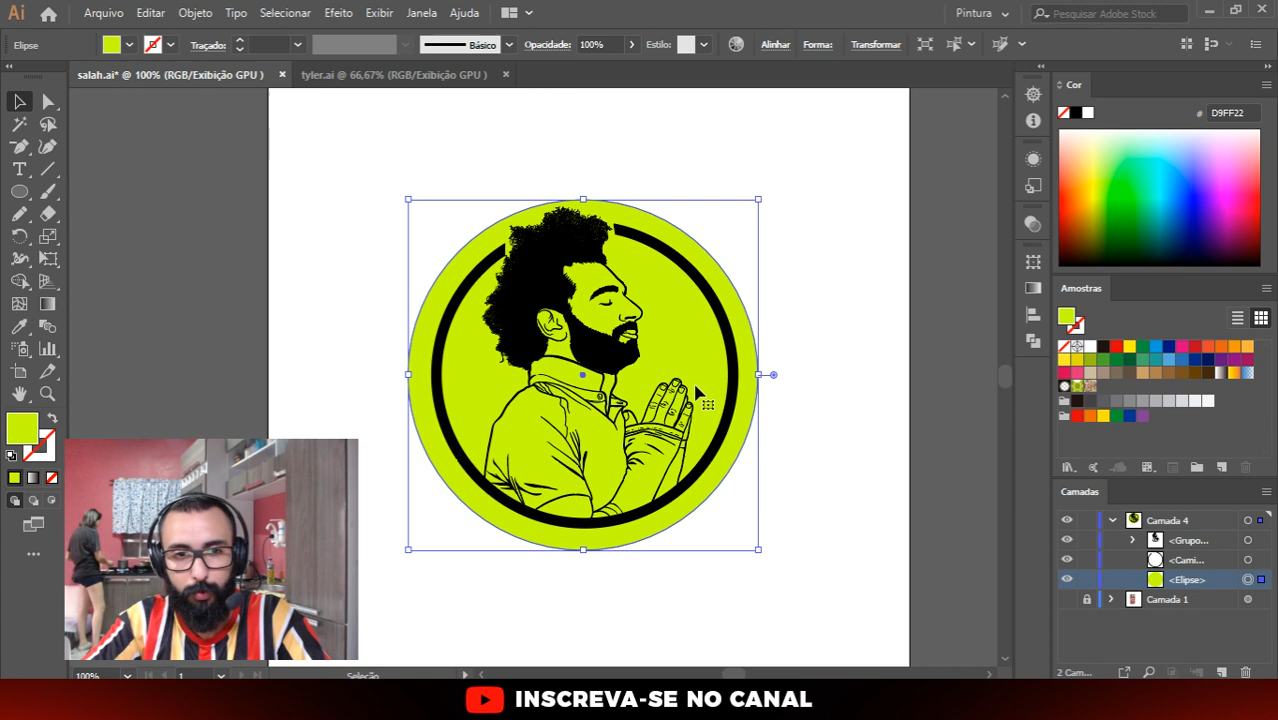 Ai Arquivo Editar Objeto Tipo Selecionar Efeito Exibir Janela Ajuda Pintura Pesquisar Adobe Stock
Elipse Traçado: Básico Opacidade: 100% Estilo: Alinhar Forma: Transformar
salah.ai* @ 100% (RGB/Exibição GPU ) × tyler.ai @ 66,67% (RGB/Exibição GPU ) ×
Cor
# D9FF22
Amostras
Camadas
Camada 4
<Grupo...
<Cami...
<Elipse>
Camada 1
100% 1 Seleção 2 Cam...
INSCREVA-SE NO CANAL